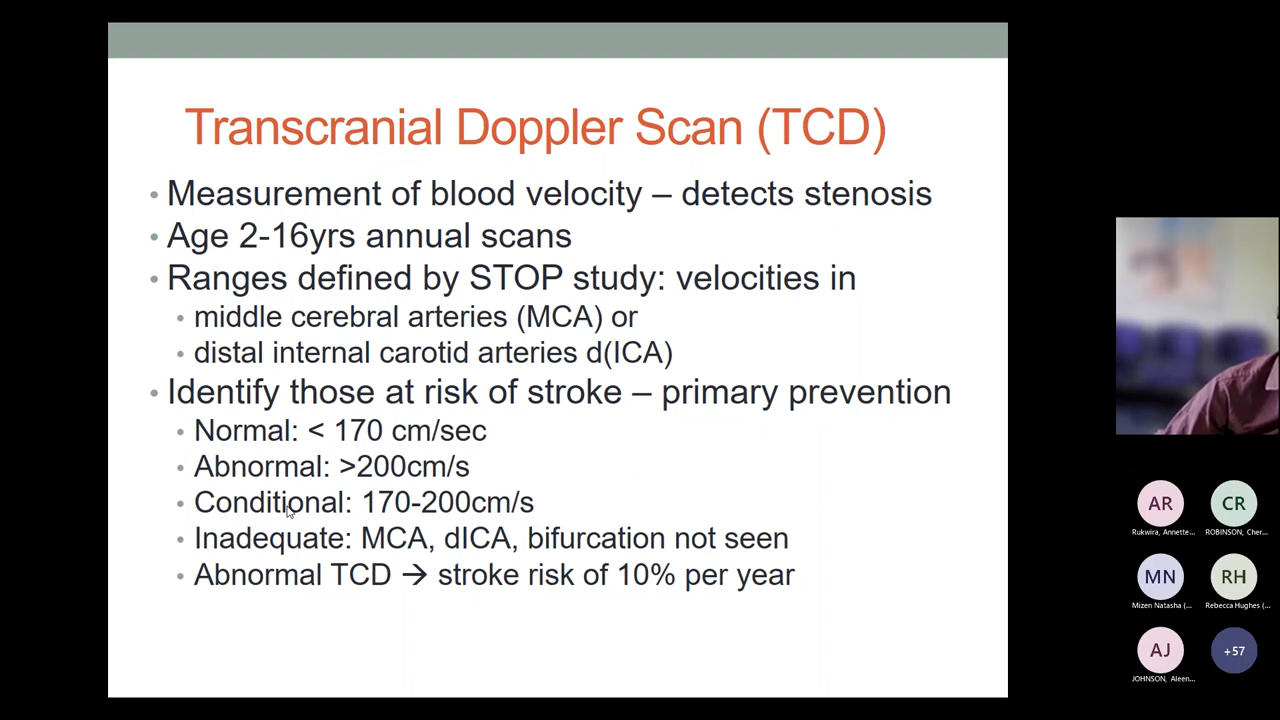 Transcranial Doppler Scan (TCD)
• Measurement of blood velocity – detects stenosis
• Age 2-16yrs annual scans
• Ranges defined by STOP study: velocities in
• middle cerebral arteries (MCA) or
• distal internal carotid arteries d(ICA)
• Identify those at risk of stroke – primary prevention
• Normal: < 170 cm/sec
• Abnormal: >200cm/s
• Conditional: 170-200cm/s
• Inadequate: MCA, dICA, bifurcation not seen
• Abnormal TCD → stroke risk of 10% per year
AR CR
Rukwira, Annette... ROBINSON, Cher...
MN RH
Mizen Natasha (... Rebecca Hughes (...
AJ +57
JOHNSON, Aleen...